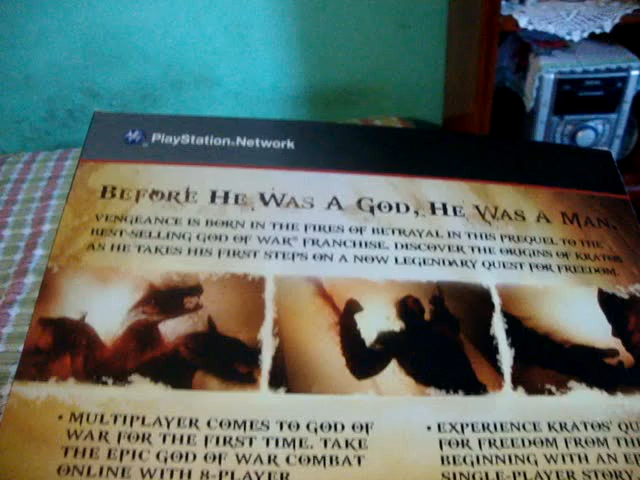 PlayStation®Network
BEFORE HE WAS A GOD, HE WAS A MAN.
VENGEANCE IS BORN IN THE FIRES OF BETRAYAL IN THIS PREQUEL TO THE
BEST-SELLING GOD OF WAR® FRANCHISE. DISCOVER THE ORIGINS OF KRATOS
AS HE TAKES HIS FIRST STEPS ON A NOW LEGENDARY QUEST FOR FREEDOM.
• MULTIPLAYER COMES TO GOD OF
WAR FOR THE FIRST TIME. TAKE
THE EPIC GOD OF WAR COMBAT
ONLINE WITH 8-PLAYER
• EXPERIENCE KRATOS' QU
FOR FREEDOM FROM THE
BEGINNING WITH AN EP
SINGLE-PLAYER STORY